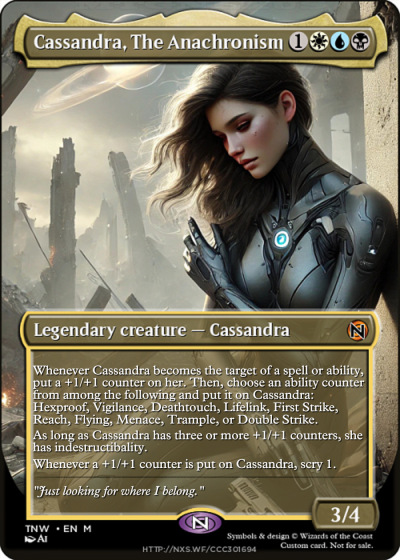 Cassandra, The Anachronism 1
Legendary creature — Cassandra
N
Whenever Cassandra becomes the target of a spell or ability,
put a +1/+1 counter on her. Then, choose an ability counter
from among the following and put it on Cassandra:
Hexproof, Vigilance, Deathtouch, Lifelink, First Strike,
Reach, Flying, Menace, Trample, or Double Strike.
As long as Cassandra has three or more +1/+1 counters, she
has indestructibility.
Whenever a +1/+1 counter is put on Cassandra, scry 1.
"Just looking for where I belong."
3/4
TNW • EN M
AI
N
Symbols & design © Wizards of the Coast
Custom card. Not for sale.
HTTP://NXS.WF/CCC301694